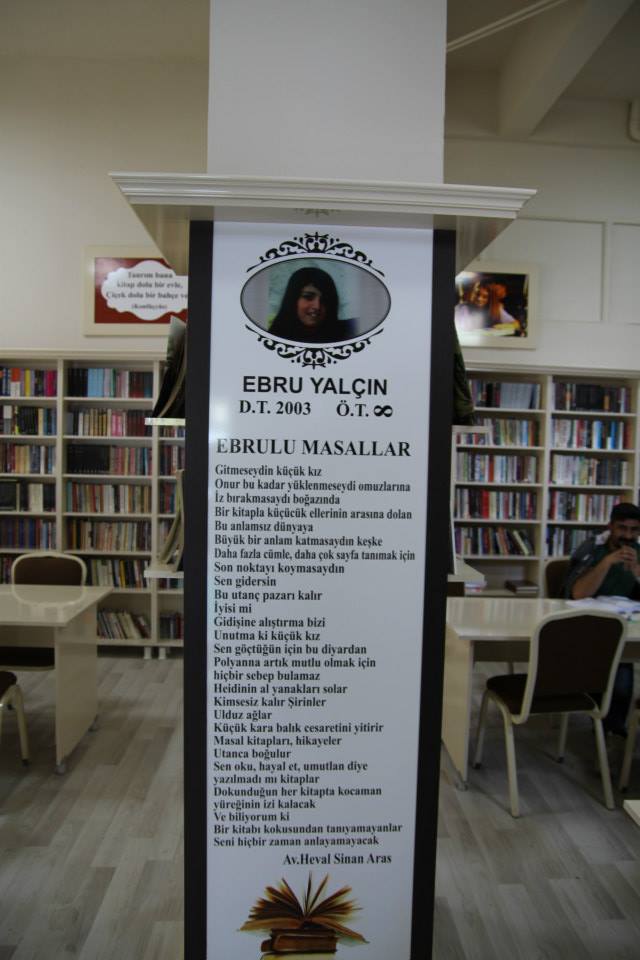 Tanrım bana
kitap dolu bir evle,
Çiçek dolu bir bahçe ve
(Konfüçyüs)
EBRU YALÇIN
D.T. 2003 Ö.T. ∞
EBRULU MASALLAR
Gitmeseydin küçük kız
Onur bu kadar yüklenmeseydi omuzlarına
İz bırakmasaydı boğazında
Bir kitapla küçücük ellerinin arasına dolan
Bu anlamsız dünyaya
Büyük bir anlam katmasaydın keşke
Daha fazla cümle, daha çok sayfa tanımak için
Son noktayı koymasaydın
Sen gidersin
Bu utanç pazarı kalır
İyisi mi
Gidişine alıştırma bizi
Unutma ki küçük kız
Sen göçtüğün için bu diyardan
Polyanna artık mutlu olmak için
hiçbir sebep bulamaz
Heidinin al yanakları solar
Kimsesiz kalır Şirinler
Ulduz ağlar
Küçük kara balık cesaretini yitirir
Masal kitapları, hikayeler
Utanca boğulur
Sen oku, hayal et, umutlan diye
yazılmadı mı kitaplar
Dokunduğun her kitapta kocaman
yüreğinin izi kalacak
Ve biliyorum ki
Bir kitabı kokusundan tanıyamayanlar
Seni hiçbir zaman anlayamayacak
Av.Heval Sinan Aras